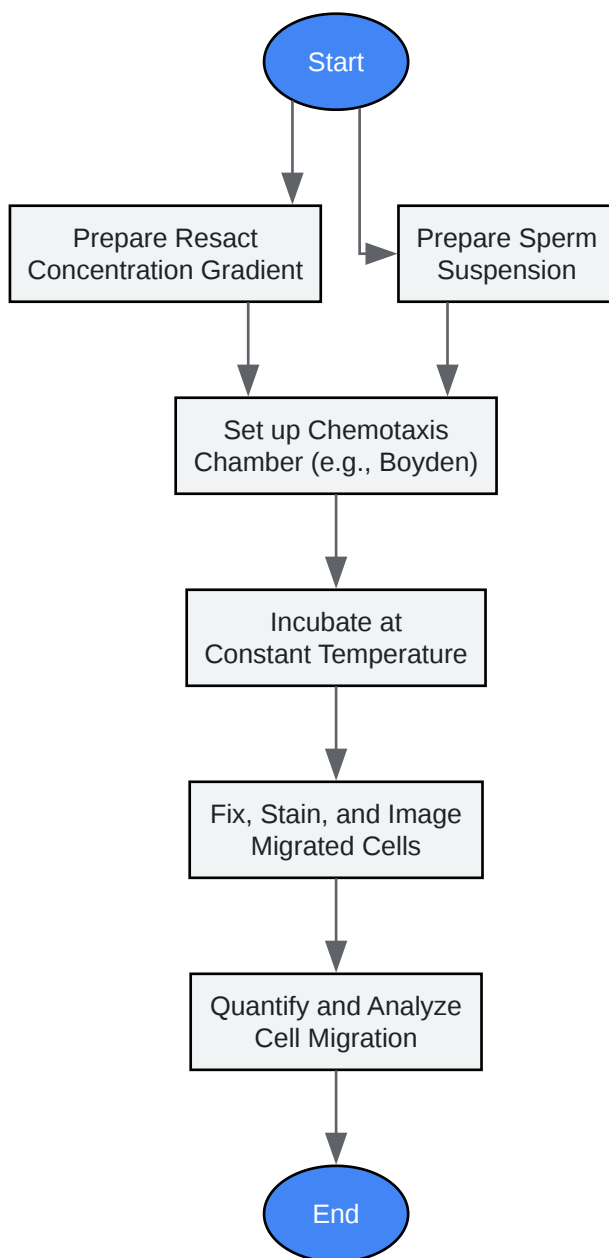 Start
Prepare Resact
Concentration Gradient
Prepare Sperm
Suspension
Set up Chemotaxis
Chamber (e.g., Boyden)
Incubate at
Constant Temperature
Fix, Stain, and Image
Migrated Cells
Quantify and Analyze
Cell Migration
End